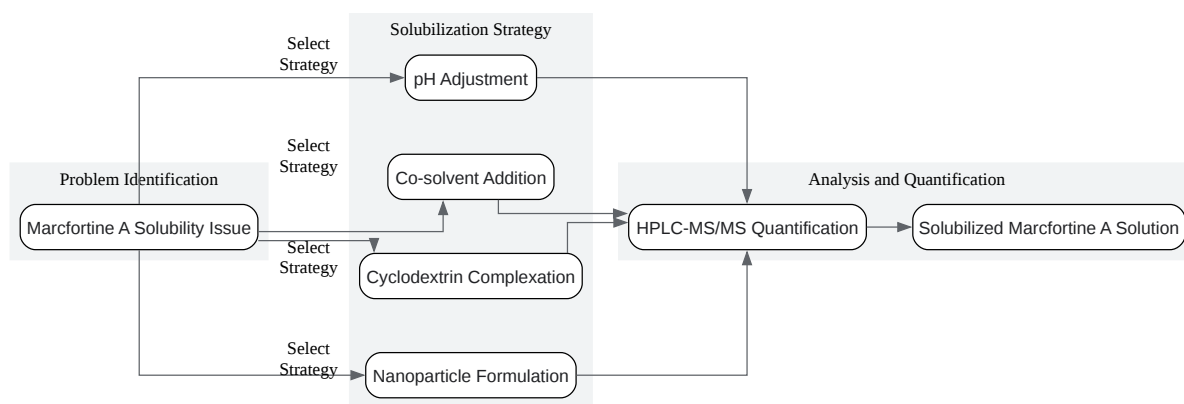 Solubilization Strategy
Select
Strategy
pH Adjustment
Select
Strategy
Co-solvent Addition
Problem Identification
Marcfortine A Solubility Issue
Select
Strategy
Cyclodextrin Complexation
Select
Strategy
Nanoparticle Formulation
Analysis and Quantification
HPLC-MS/MS Quantification
Solubilized Marcfortine A Solution